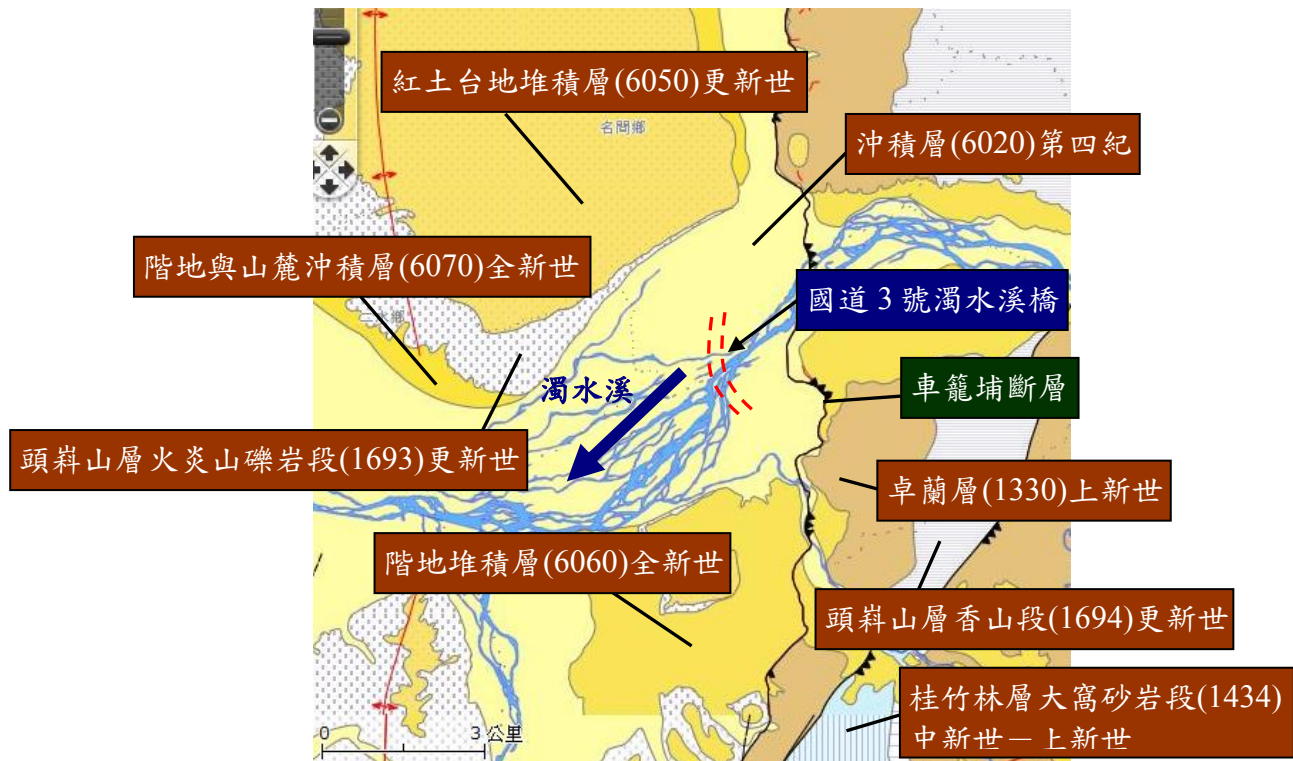 紅土台地堆積層(6050)更新世
名間鄉
沖積層(6020)第四紀
階地與山麓沖積層(6070)全新世
國道 3 號濁水溪橋
二水鄉
濁水溪
車籠埔斷層
頭嵙山層火炎山礫岩段(1693)更新世
卓蘭層(1330)上新世
階地堆積層(6060)全新世
頭嵙山層香山段(1694)更新世
桂竹林層大窩砂岩段(1434)
中新世－上新世
0 3 公里